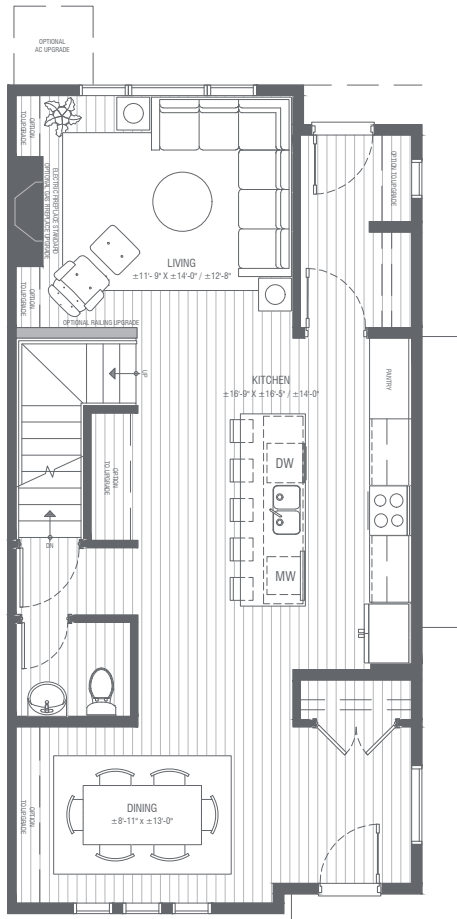 OPTIONAL
AC UPGRADE
OPTION
TO UPGRADE
ELECTRIC FIREPLACE STANDARD
OPTIONAL GAS FIREPLACE UPGRADE
OPTION
TO UPGRADE
LIVING
±11'- 9" X ±14'-0" / ±12'-8"
OPTION TO UPGRADE
OPTIONAL RAILING UPGRADE
UP
KITCHEN
±16'-9" X ±16'-5" / ±14'-0"
PANTRY
OPTION
TO UPGRADE
DW
MW
DN
OPTION
TO UPGRADE
DINING
±8'-11" x ±13'-0"